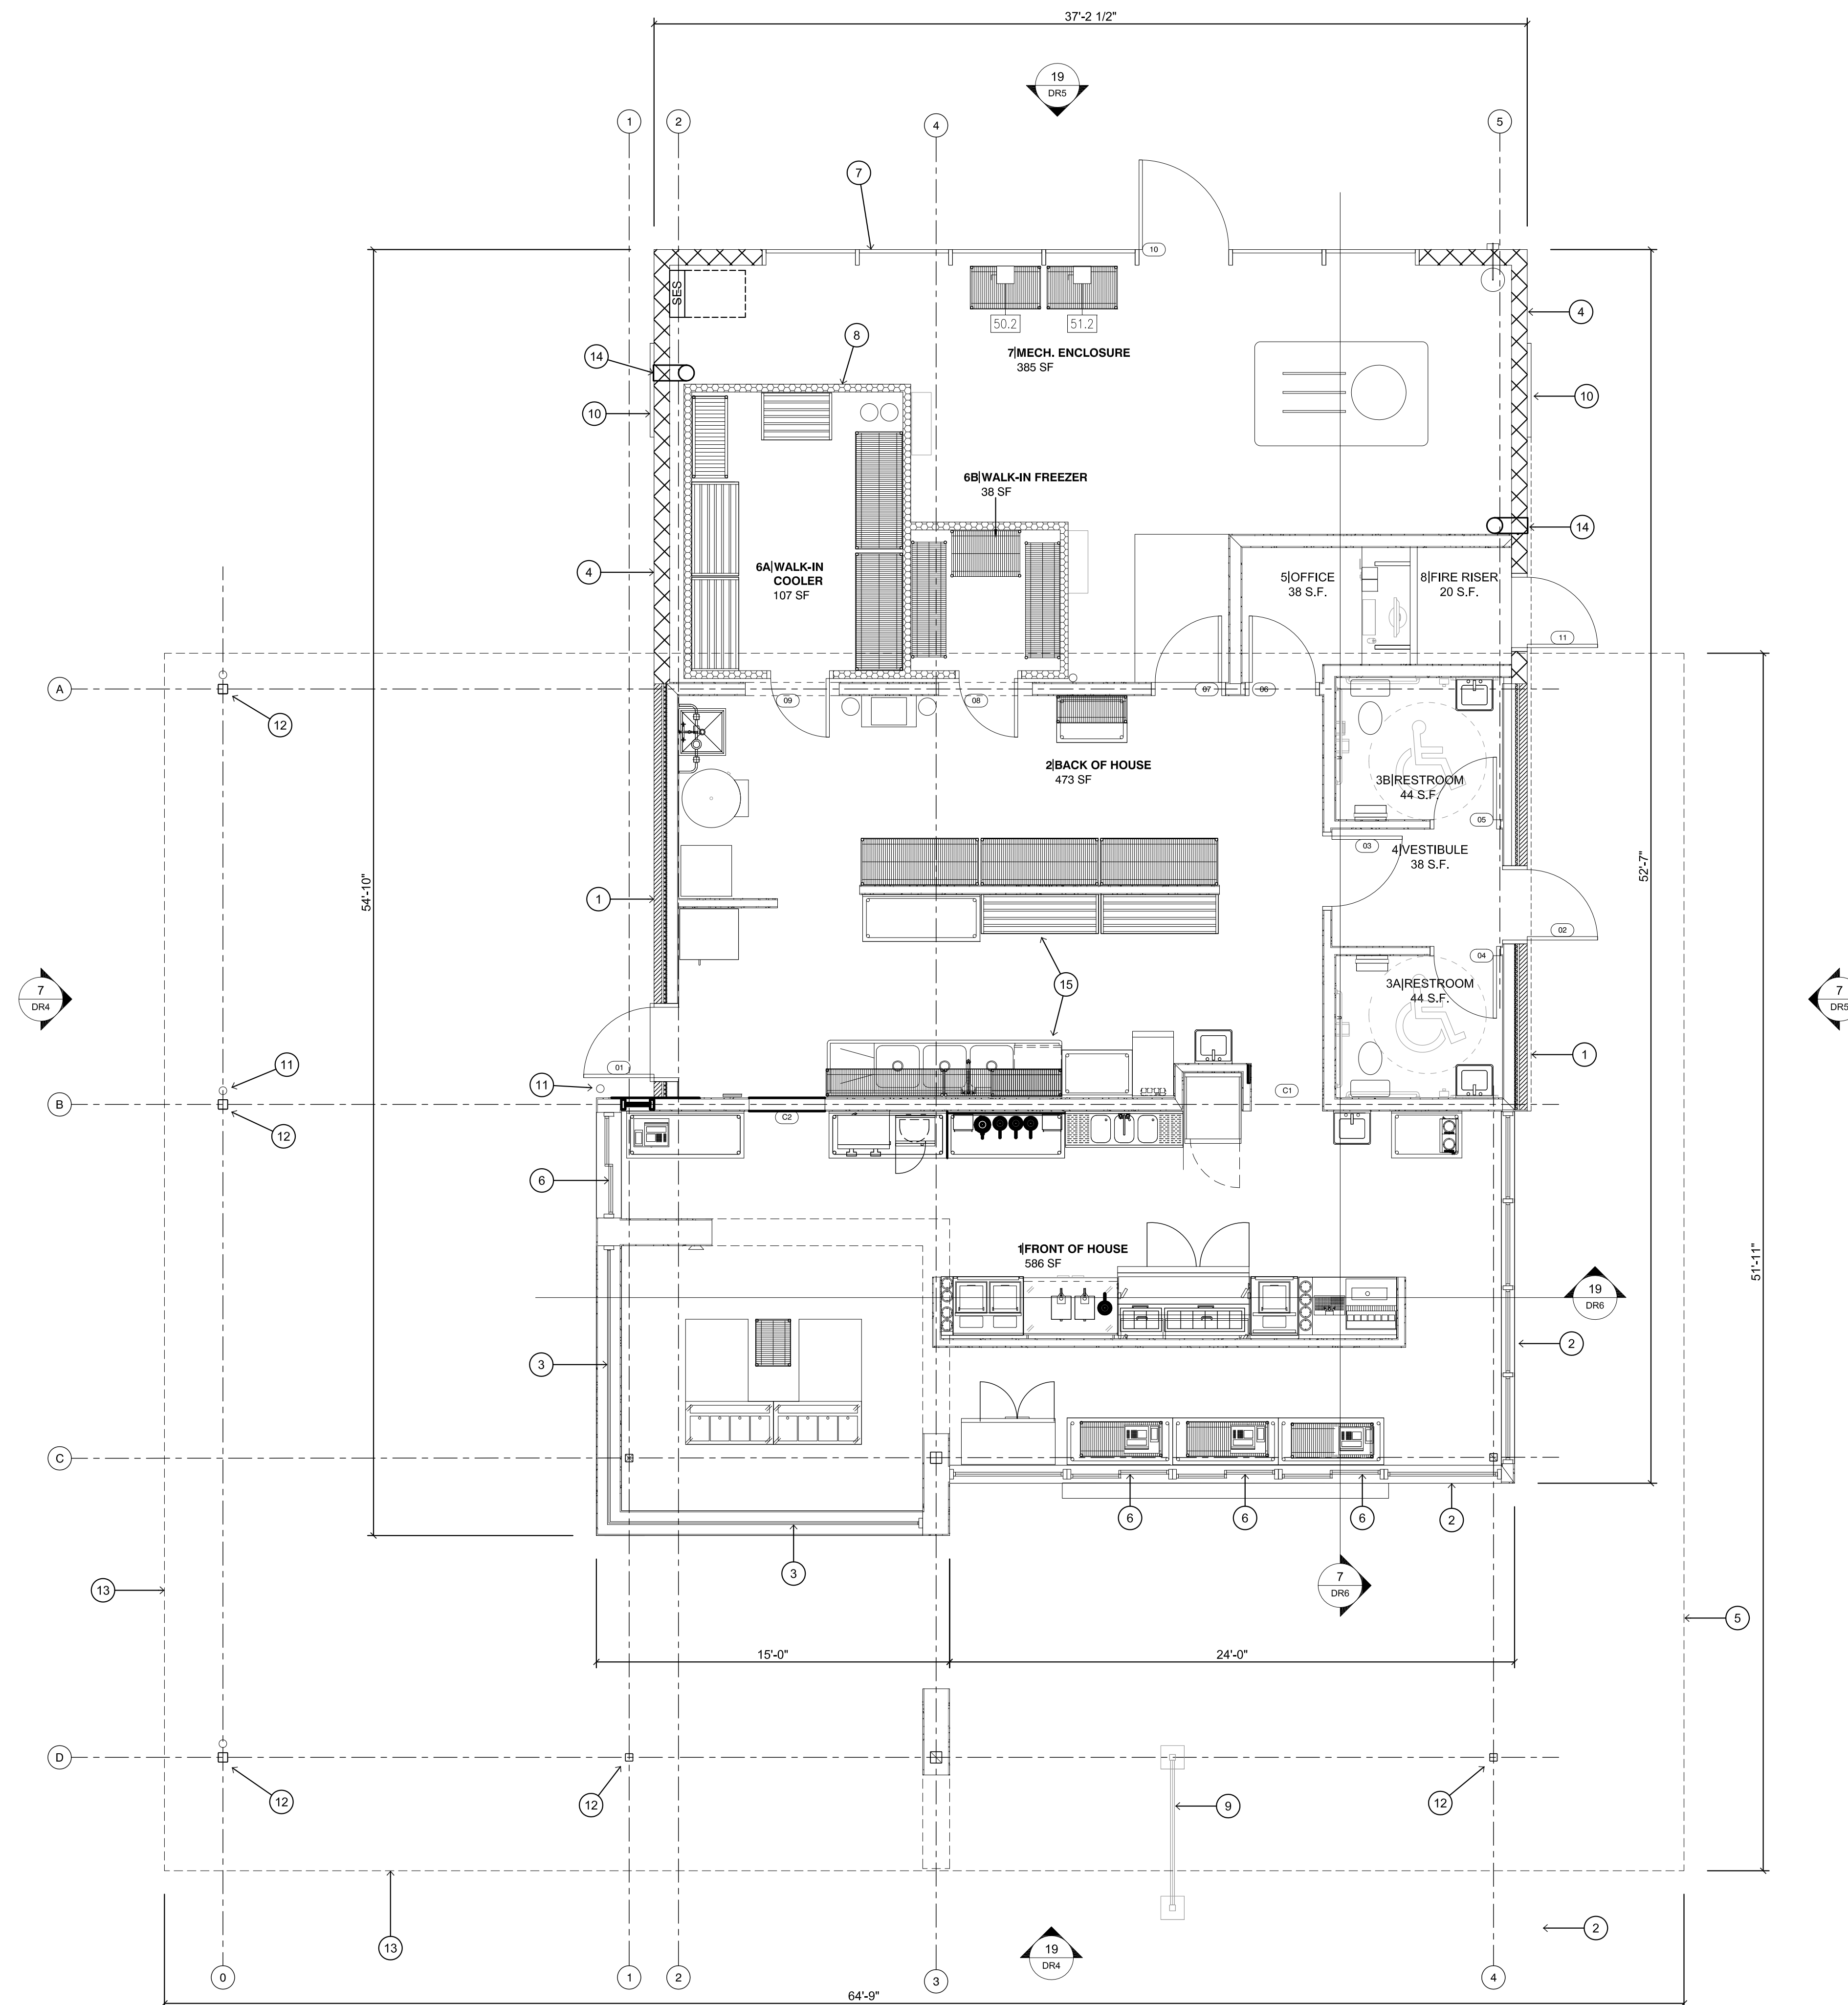 37'-2 1/2"
19
DR5
1
2
4
5
7
10
SES
50.2
51.2
4
8
7|MECH. ENCLOSURE
385 SF
14
10
10
6B|WALK-IN FREEZER
38 SF
14
6A|WALK-IN
COOLER
107 SF
4
5|OFFICE
38 S.F.
8|FIRE RISER
20 S.F.
11
A
12
09
08
07
06
2|BACK OF HOUSE
473 SF
3B|RESTROOM
44 S.F.
05
03
4|VESTIBULE
38 S.F.
54'-10"
52'-7"
1
02
04
15
3A|RESTROOM
44 S.F.
7
DR4
7
DR5
01
11
11
1
C1
B
12
C2
6
1|FRONT OF HOUSE
586 SF
51'-11"
19
DR6
3
2
C
6
6
6
2
3
13
7
DR6
5
15'-0"
24'-0"
D
12
12
9
12
13
2
19
DR4
0
1
2
3
4
64'-9"